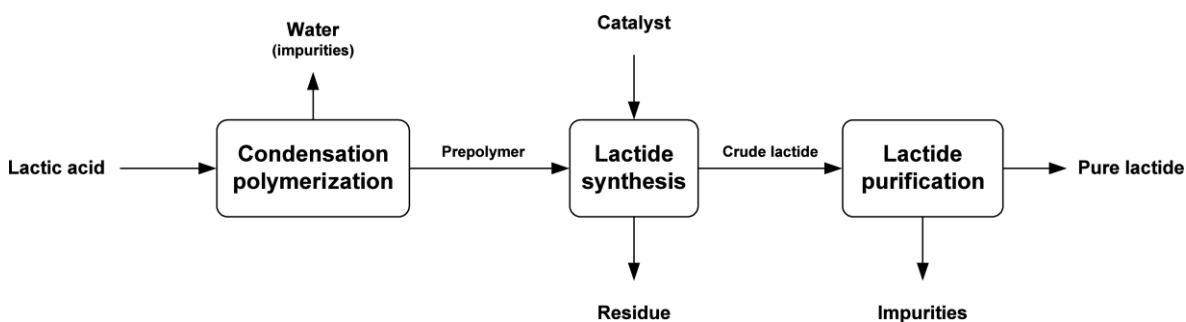 Water
(impurities)
Catalyst
Lactic acid
Condensation
polymerization
Prepolymer
Lactide
synthesis
Crude lactide
Lactide
purification
Pure lactide
Residue
Impurities